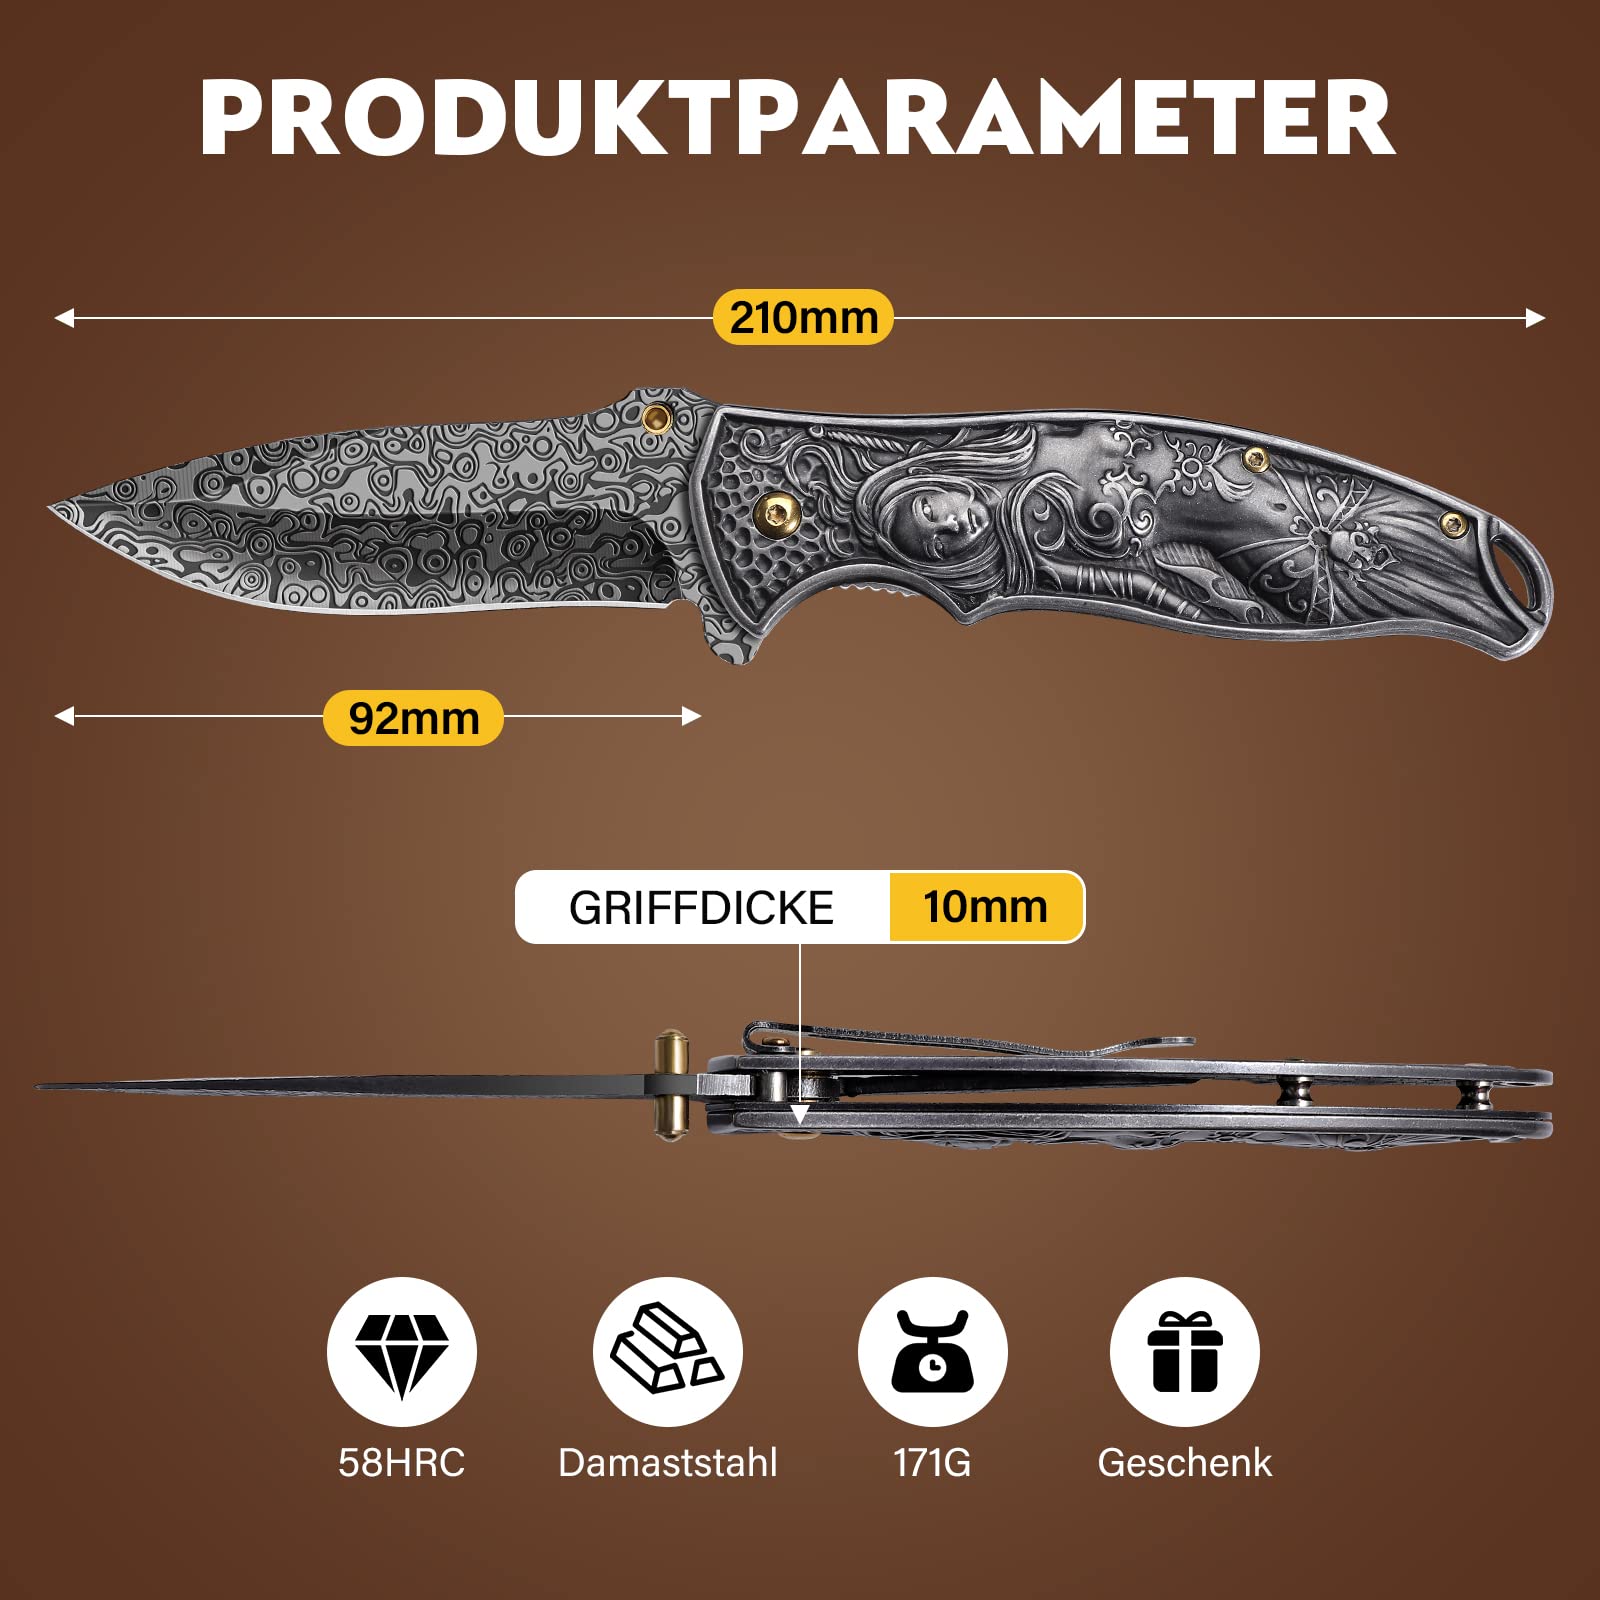 PRODUKTPARAMETER
210mm
92mm
GRIFFDICKE 10mm
58HRC Damaststahl 171G Geschenk